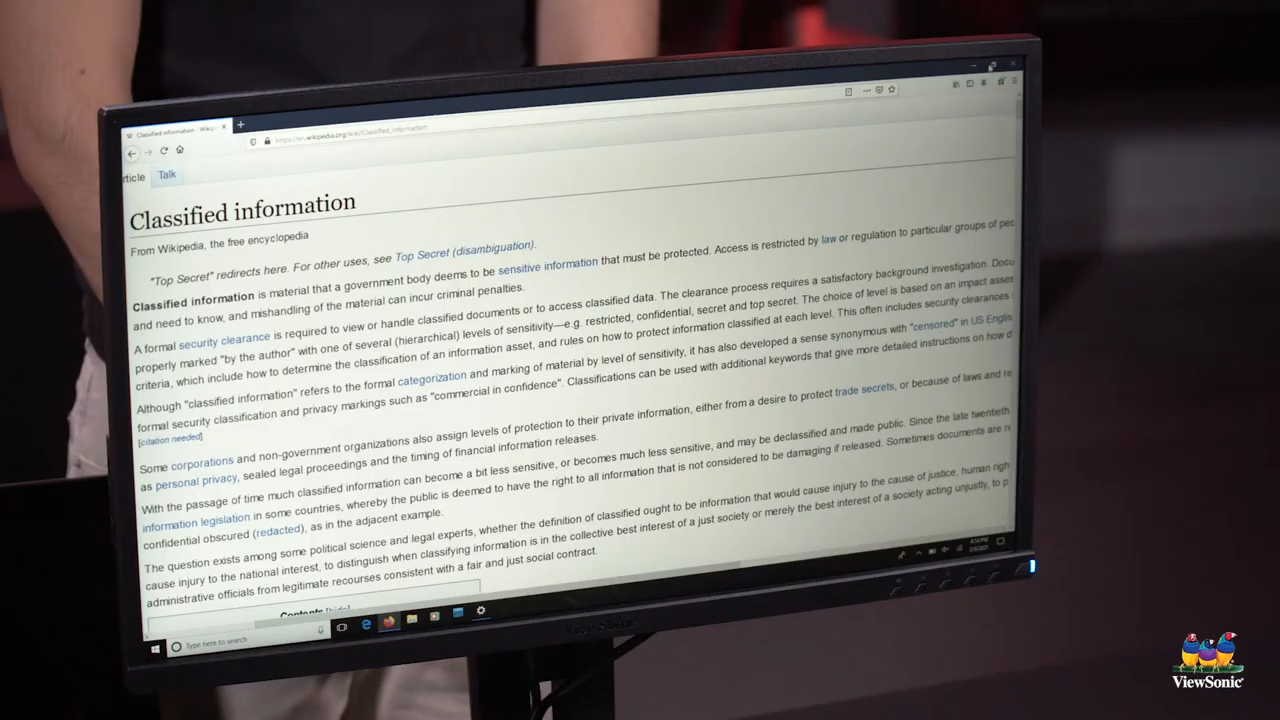 Classified information - Wiki
https://en.wikipedia.org/wiki/Classified_information
rticle Talk
Classified information
From Wikipedia, the free encyclopedia
"Top Secret" redirects here. For other uses, see Top Secret (disambiguation).
Classified information is material that a government body deems to be sensitive information that must be protected. Access is restricted by law or regulation to particular groups of peo
and need to know, and mishandling of the material can incur criminal penalties.
A formal security clearance is required to view or handle classified documents or to access classified data. The clearance process requires a satisfactory background investigation. Docu
properly marked "by the author" with one of several (hierarchical) levels of sensitivity—e.g. restricted, confidential, secret and top secret. The choice of level is based on an impact asses
criteria, which include how to determine the classification of an information asset, and rules on how to protect information classified at each level. This often includes security clearances
Although "classified information" refers to the formal categorization and marking of material by level of sensitivity, it has also developed a sense synonymous with "censored" in US Englis
formal security classification and privacy markings such as "commercial in confidence". Classifications can be used with additional keywords that give more detailed instructions on how d
[citation needed]
Some corporations and non-government organizations also assign levels of protection to their private information, either from a desire to protect trade secrets, or because of laws and re
as personal privacy, sealed legal proceedings and the timing of financial information releases.
With the passage of time much classified information can become a bit less sensitive, or becomes much less sensitive, and may be declassified and made public. Since the late twentieth
information legislation in some countries, whereby the public is deemed to have the right to all information that is not considered to be damaging if released. Sometimes documents are
confidential obscured (redacted), as in the adjacent example.
The question exists among some political science and legal experts, whether the definition of classified ought to be information that would cause injury to the cause of justice, human righ
cause injury to the national interest, to distinguish when classifying information is in the collective best interest of a just society or merely the best interest of a society acting unjustly, to p
administrative officials from legitimate recourses consistent with a fair and just social contract.
Contents [hide]
Type here to search
4:14 PM
ViewSonic
ViewSonic